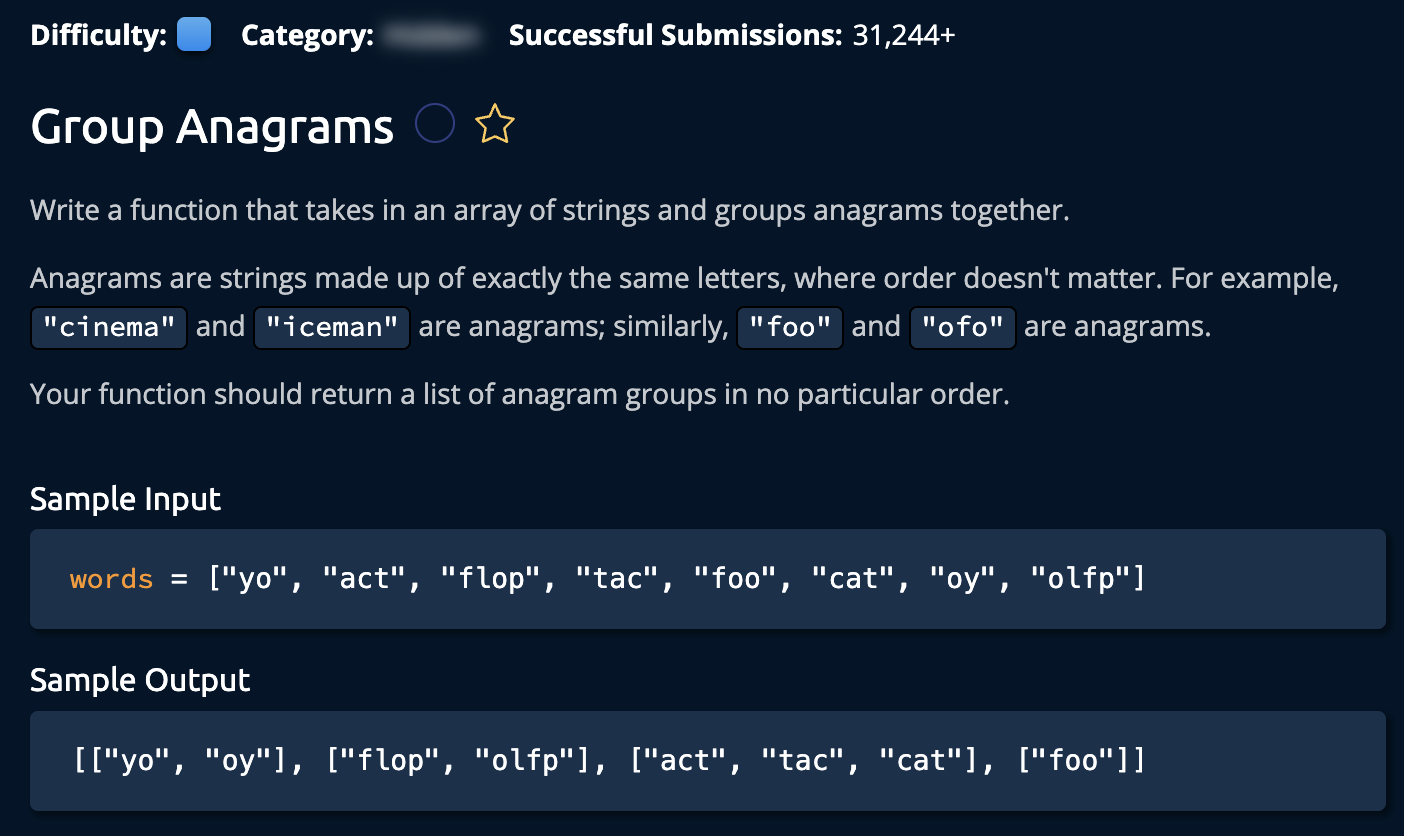 Difficulty: Category: Successful Submissions: 31,244+
Group Anagrams
Write a function that takes in an array of strings and groups anagrams together.
Anagrams are strings made up of exactly the same letters, where order doesn't matter. For example,
"cinema" and "iceman" are anagrams; similarly, "foo" and "ofo" are anagrams.
Your function should return a list of anagram groups in no particular order.
Sample Input
words = ["yo", "act", "flop", "tac", "foo", "cat", "oy", "olfp"]
Sample Output
[["yo", "oy"], ["flop", "olfp"], ["act", "tac", "cat"], ["foo"]]